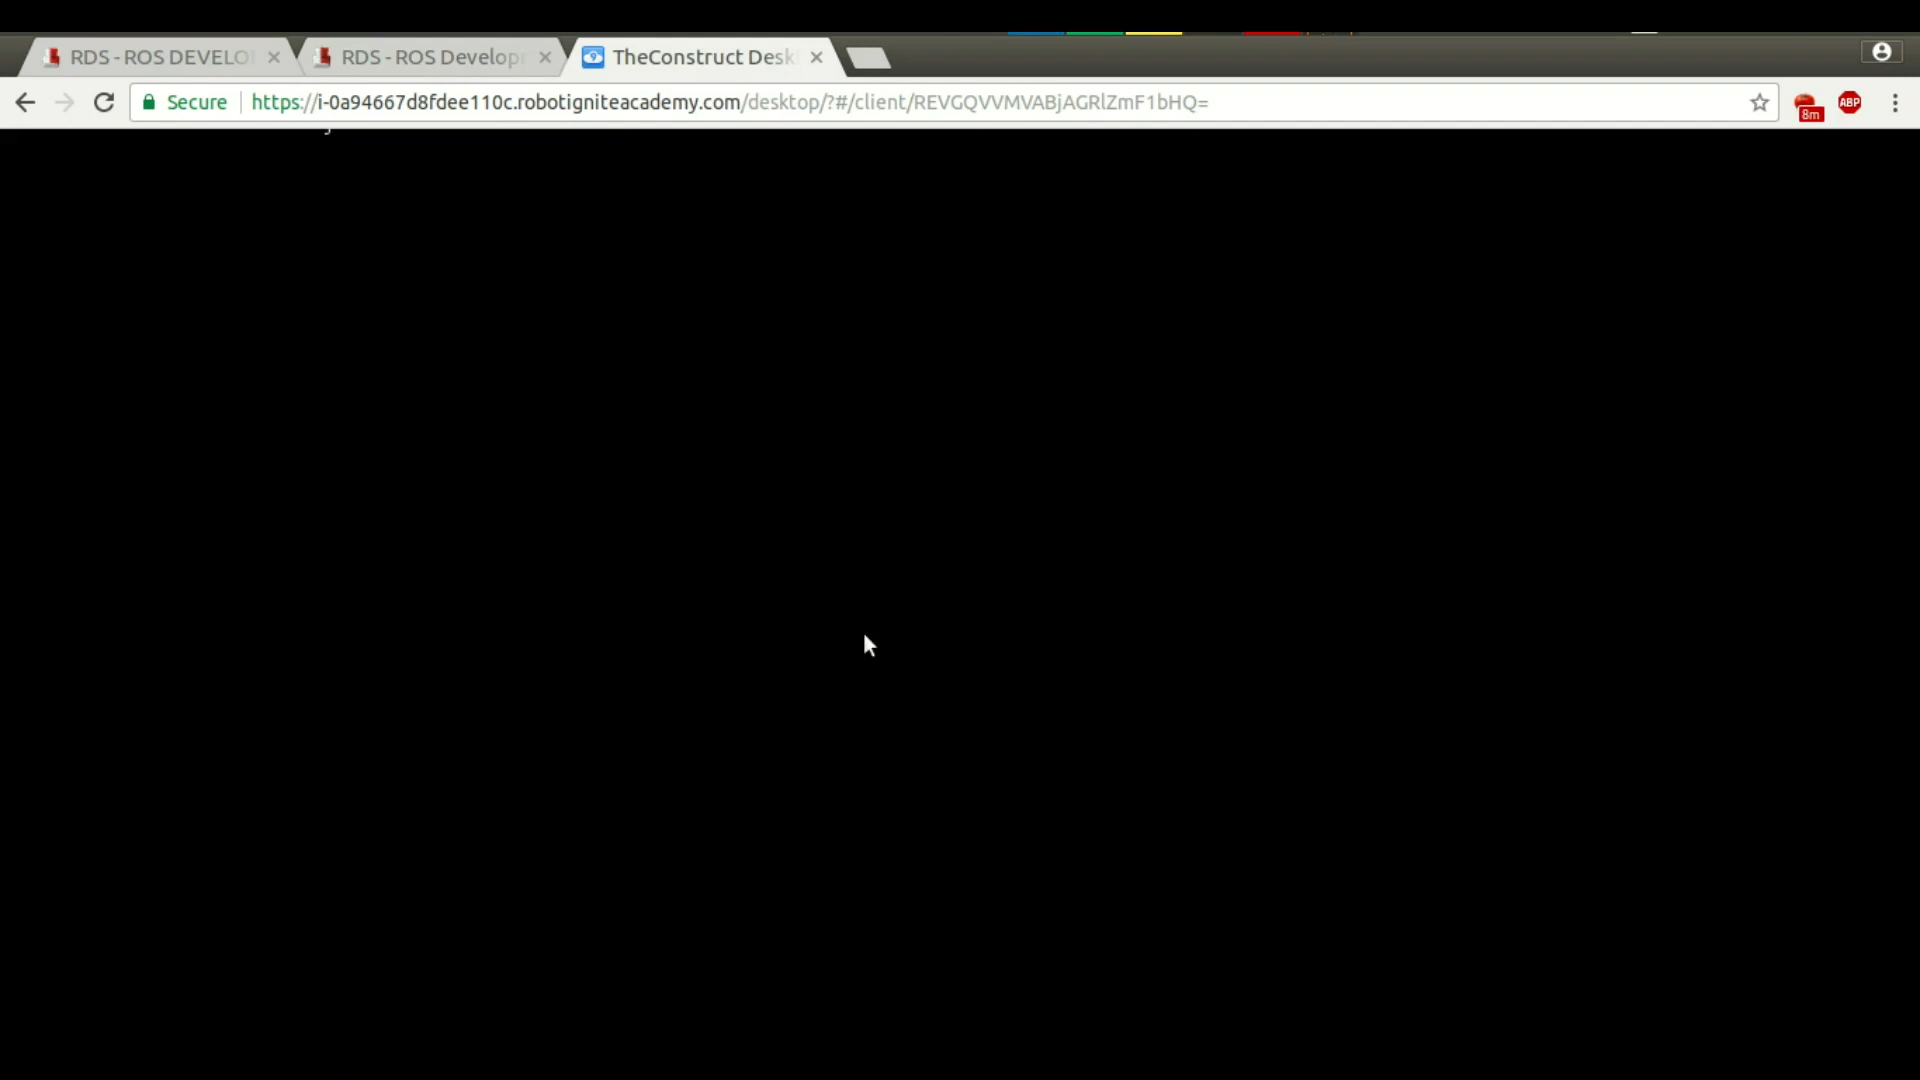 RDS - ROS DEVELO
RDS - ROS Develop
TheConstruct Desk
Secure
https://i-0a94667d8fdee110c.robotigniteacademy.com/desktop/?#/client/REVGQVVMVABjAGRlZmF1bHQ=
8m
ABP